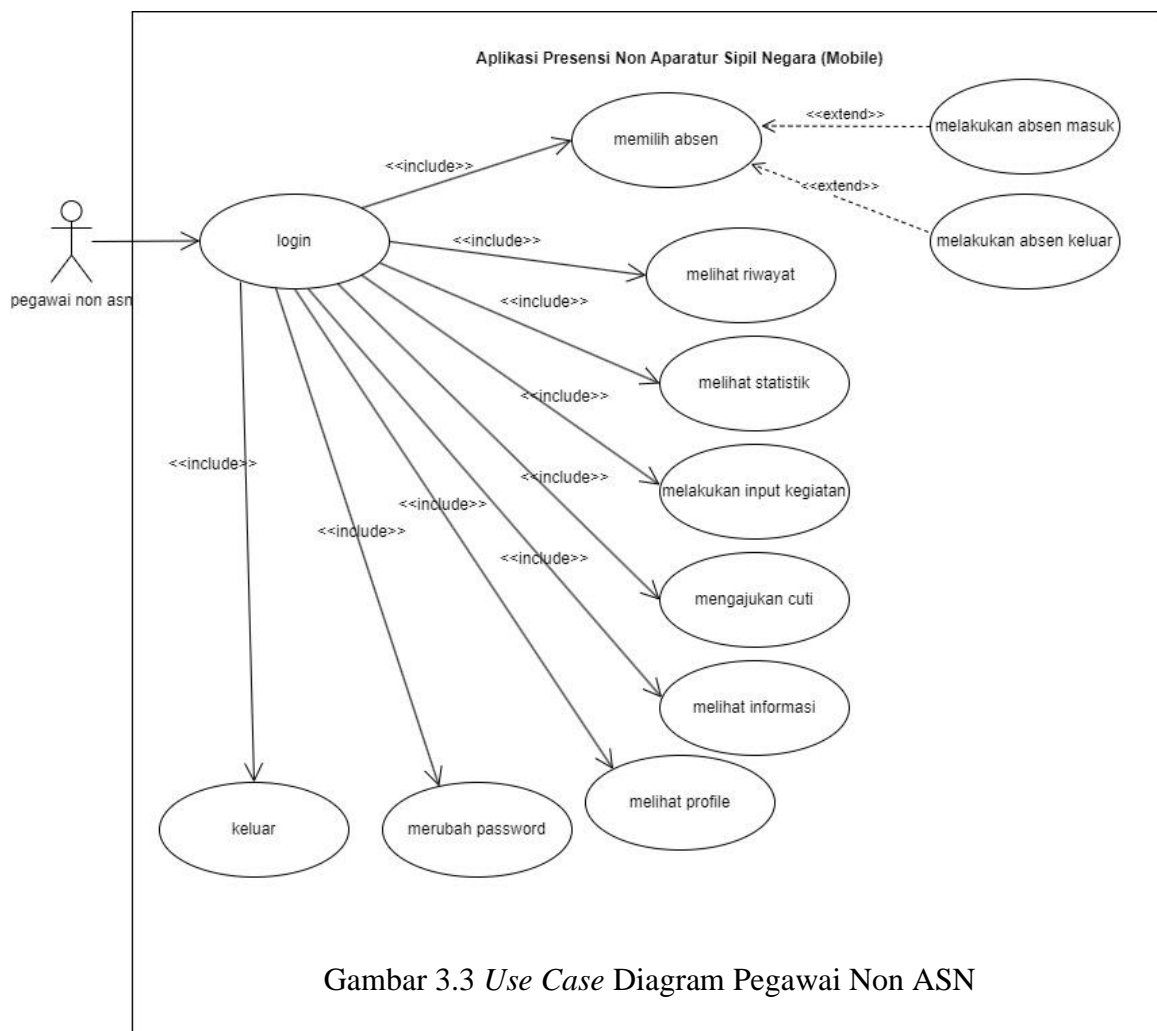 Aplikasi Presensi Non Aparatur Sipil Negara (Mobile)
memilih absen
<<extend>>
melakukan absen masuk
<<include>>
<<extend>>
login
<<include>>
melakukan absen keluar
melihat riwayat
pegawai non asn
<<include>>
melihat statistik
<<include>>
<<include>>
<<include>>
melakukan input kegiatan
<<include>>
<<include>>
<<include>>
mengajukan cuti
melihat informasi
melihat profile
keluar
merubah password
Gambar 3.3 Use Case Diagram Pegawai Non ASN